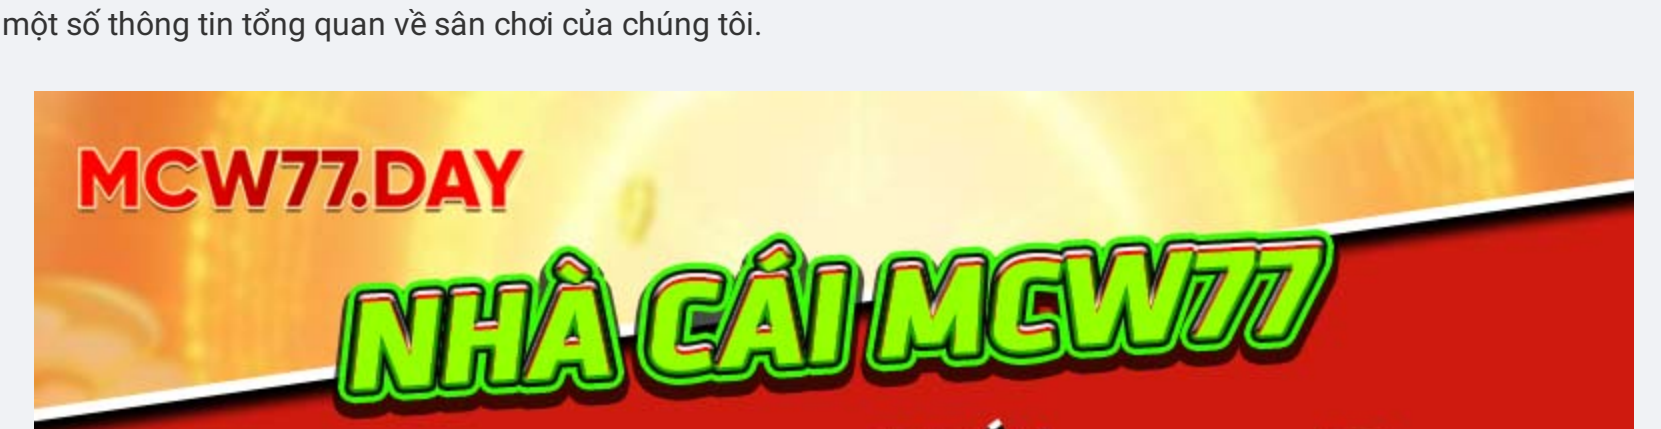 một số thông tin tổng quan về sân chơi của chúng tôi.
MCW77.DAY
NHÀ CÁI MCW77